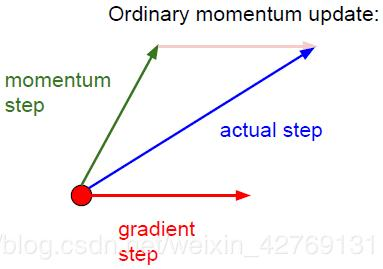 Ordinary momentum update:
momentum
step
actual step
gradient
step
/blog.csdn.net/weixin_42769131